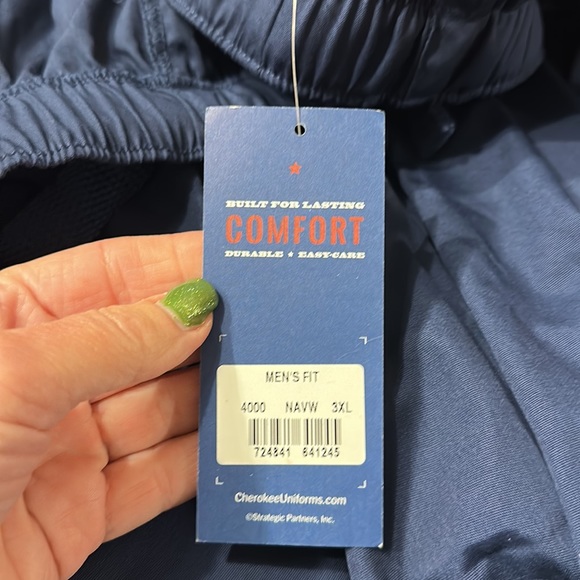 BUILT FOR LASTING
COMFORT
DURABLE ★ EASY-CARE
MEN'S FIT
4000 NAVW 3XL
724841 641245
CherokeeUniforms.com
©Strategic Partners, Inc.